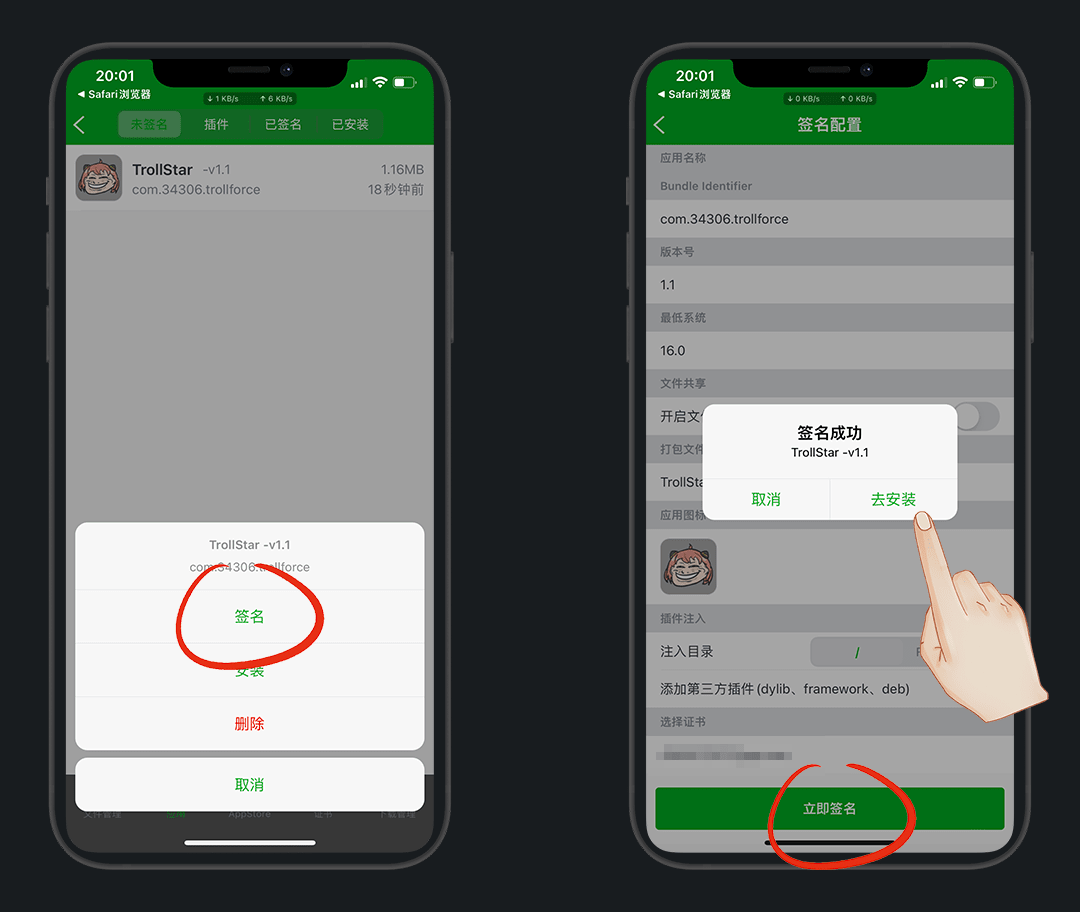 20:01
◀ Safari浏览器
↓ 1 KB/s ↑ 6 KB/s
未签名 插件 已签名 已安装
TrollStar -v1.1 1.16MB
com.34306.trollforce 18秒钟前
TrollStar -v1.1
com.34306.trollforce
签名
安装
删除
取消
文件管理 应用 AppStore 证书 下载管理
20:01
◀ Safari浏览器
↓ 0 KB/s ↑ 0 KB/s
签名配置
应用名称
Bundle Identifier
com.34306.trollforce
版本号
1.1
最低系统
16.0
文件共享
开启文
签名成功
TrollStar -v1.1
打包文件
TrollSta
取消 去安装
应用图标
插件注入
注入目录 /
添加第三方插件(dylib、framework、deb)
选择证书
立即签名